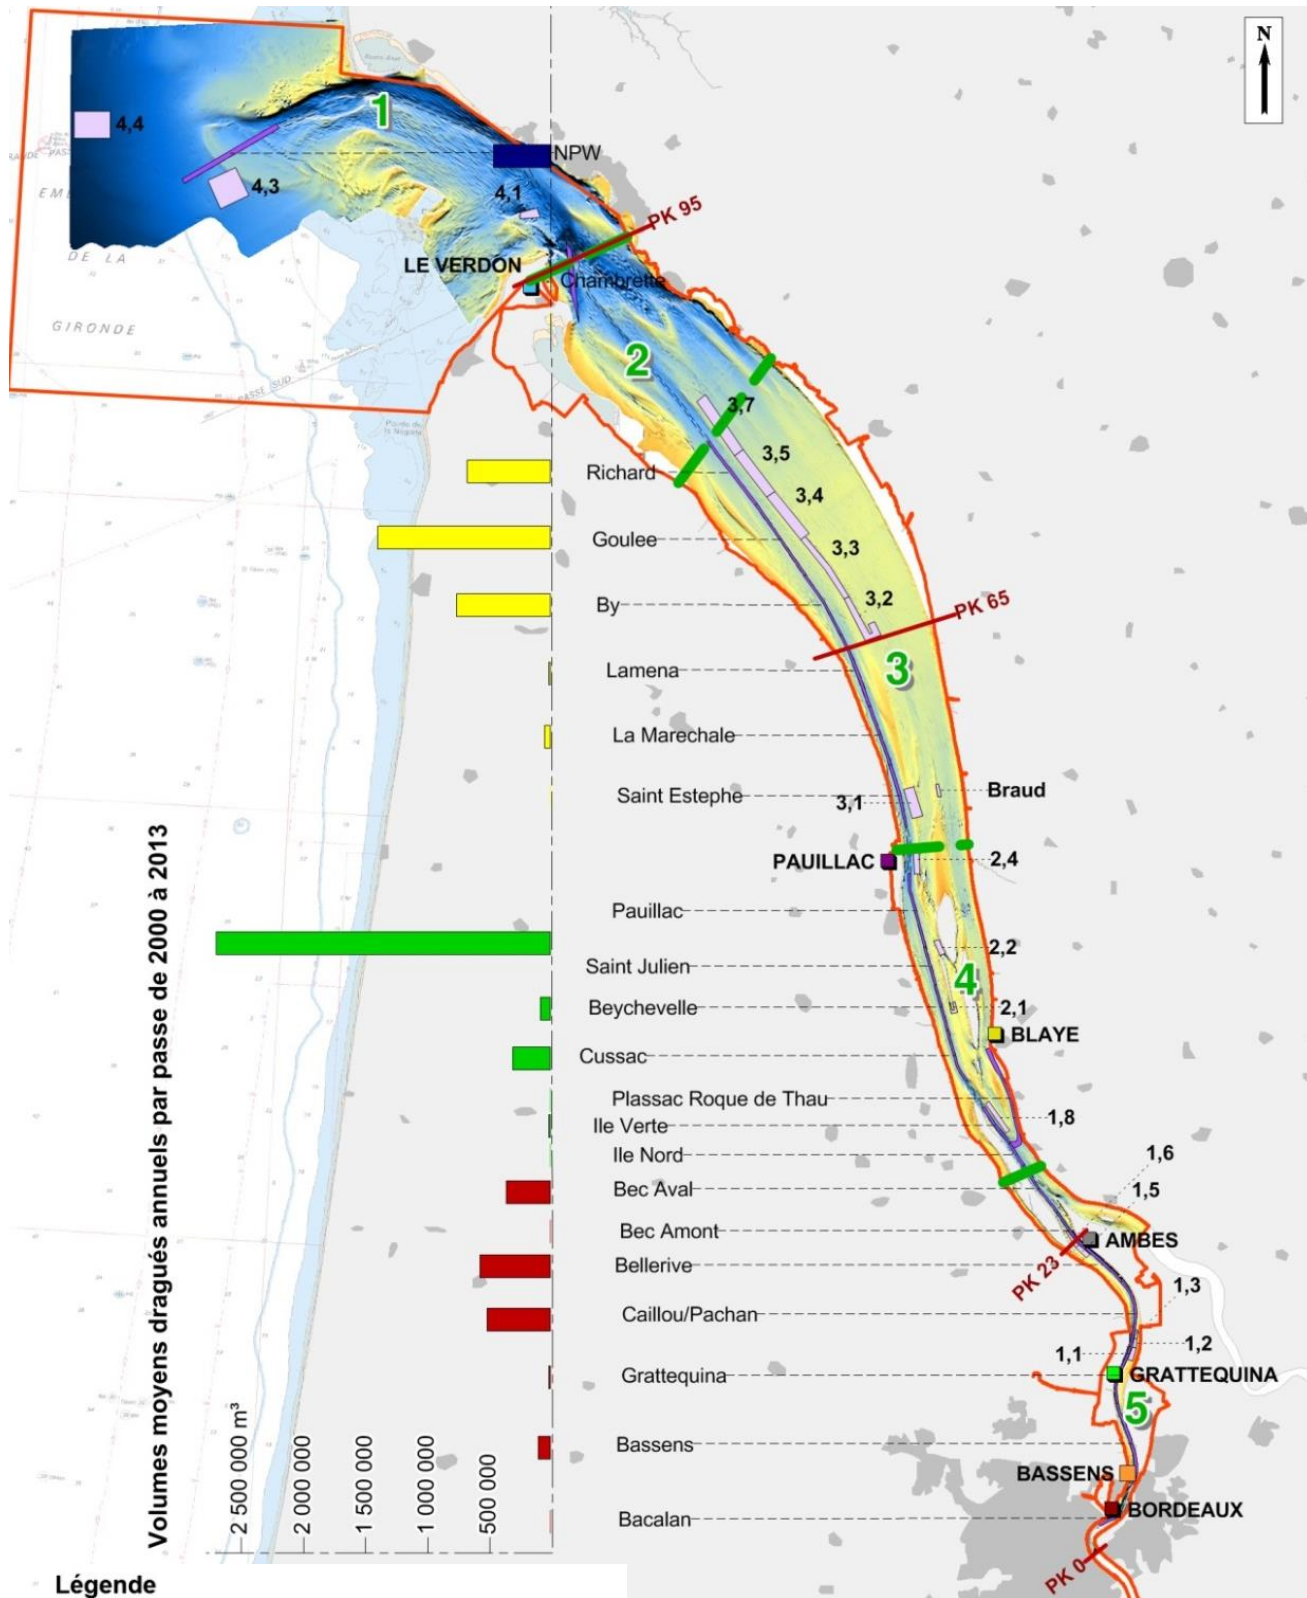 N
1
4,4
NPW
4,3
4,1
PK 95
LE VERDON
Chambrette
DE LA
GIRONDE
PASSE SUD
2
3,7
3,5
Richard
3,4
Goulee
3,3
3,2
By
PK 65
Lamena
3
La Marechale
Saint Estephe
3,1
Braud
PAUILLAC
2,4
Pauillac
2,2
Saint Julien
4
Beychevelle
2,1
BLAYE
Cussac
Plassac Roque de Thau
1,8
Ile Verte
Ile Nord
1,6
Bec Aval
1,5
Bec Amont
AMBES
Bellerive
PK 23
1,3
Caillou/Pachan
1,2
1,1
Grattequina
GRATTEQUINA
5
Bassens
BASSENS
Bacalan
BORDEAUX
PK 0
Volumes moyens dragués annuels par passe de 2000 à 2013
2 500 000 m³
2 000 000
1 500 000
1 000 000
500 000
Légende